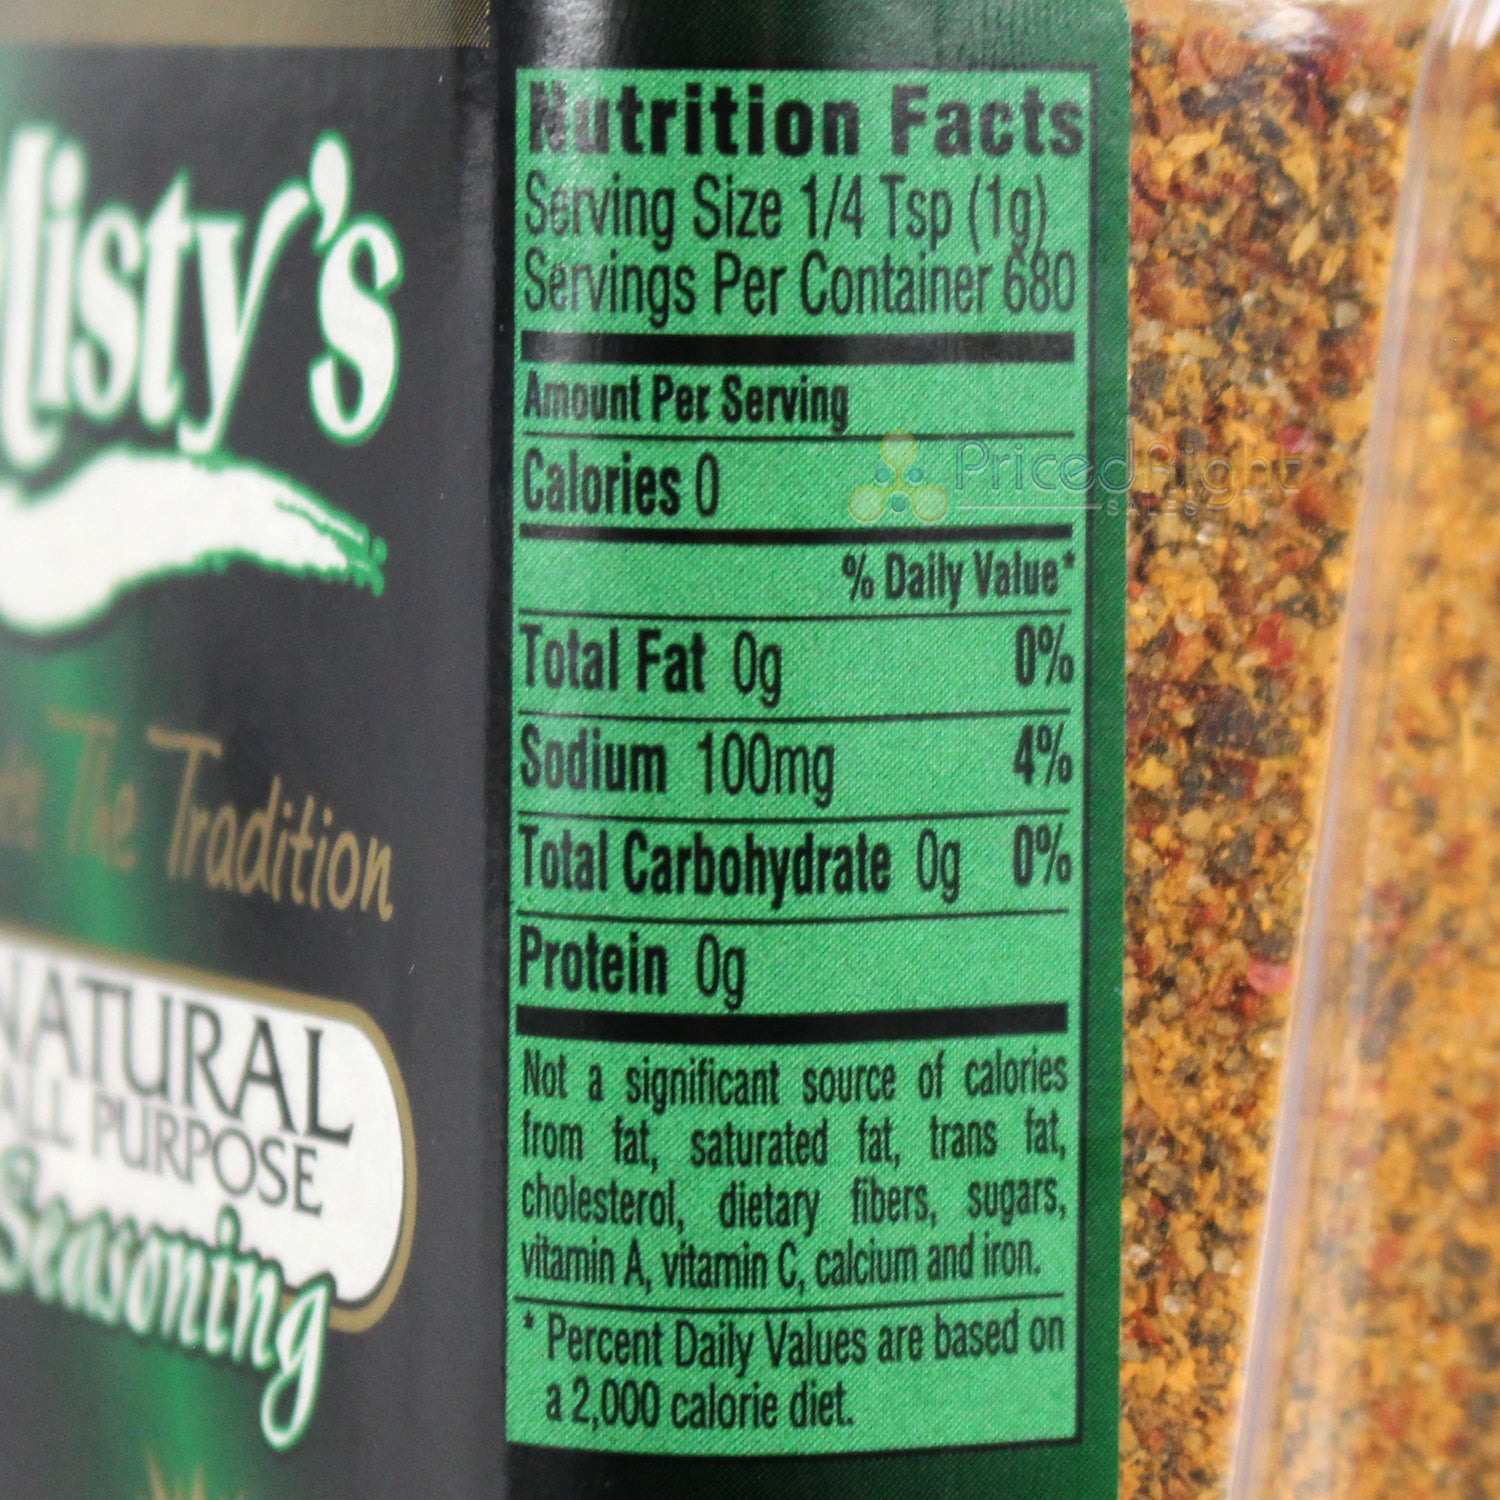 Misty's
The Tradition
NATURAL
ALL PURPOSE
Seasoning
Nutrition Facts
Serving Size 1/4 Tsp (1g)
Servings Per Container 680
Amount Per Serving
Calories 0
% Daily Value*
Total Fat 0g 0%
Sodium 100mg 4%
Total Carbohydrate 0g 0%
Protein 0g
Not a significant source of calories
from fat, saturated fat, trans fat,
cholesterol, dietary fibers, sugars,
vitamin A, vitamin C, calcium and iron.
* Percent Daily Values are based on
a 2,000 calorie diet.
PricedRight
SALES